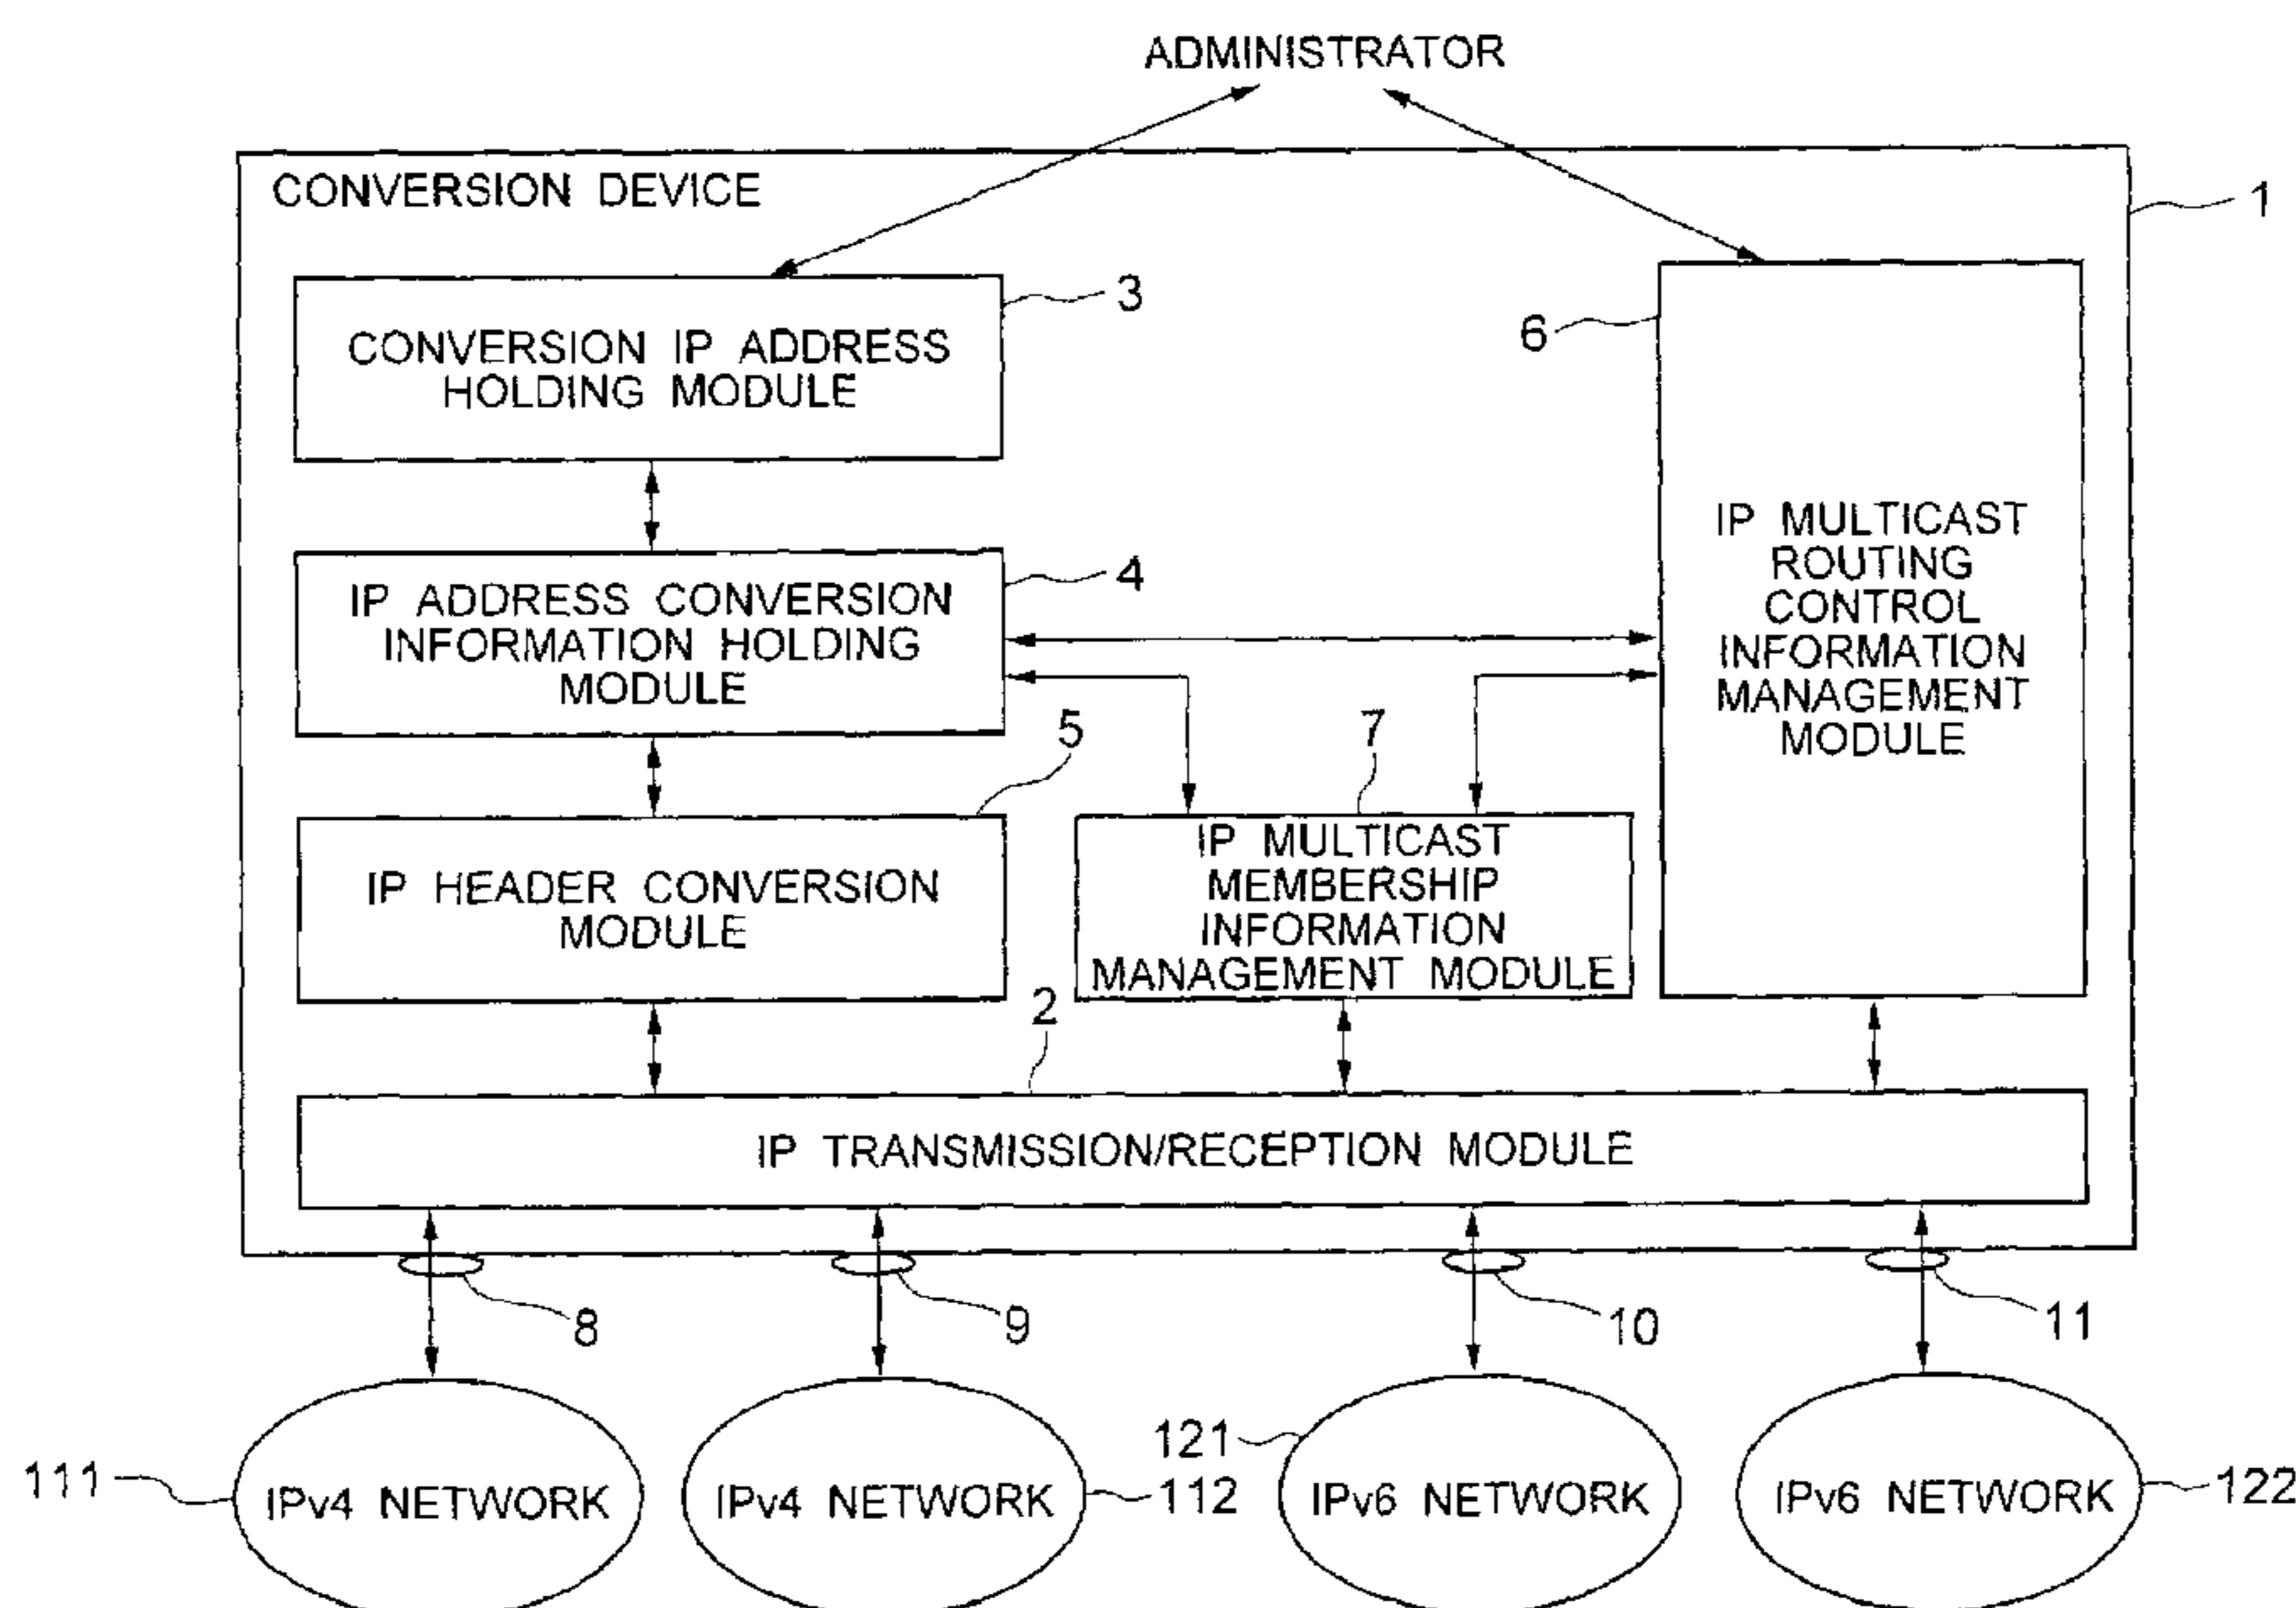 ADMINISTRATOR
CONVERSION DEVICE
1
3
CONVERSION IP ADDRESS
HOLDING MODULE
6
IP MULTICAST
ROUTING
CONTROL
INFORMATION
MANAGEMENT
MODULE
4
IP ADDRESS CONVERSION
INFORMATION HOLDING
MODULE
5
7
IP HEADER CONVERSION
MODULE
IP MULTICAST
MEMBERSHIP
INFORMATION
MANAGEMENT MODULE
2
IP TRANSMISSION/RECEPTION MODULE
8
9
10
11
111
IPv4 NETWORK
IPv4 NETWORK
112
121
IPv6 NETWORK
IPv6 NETWORK
122